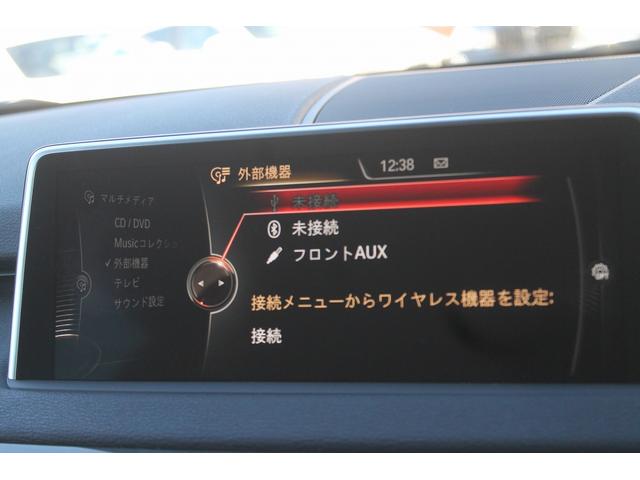 外部機器
12:38
マルチメディア
CD / DVD
Musicコレクショ
外部機器
テレビ
サウンド設定
未接続
未接続
フロントAUX
接続メニューからワイヤレス機器を設定:
接続